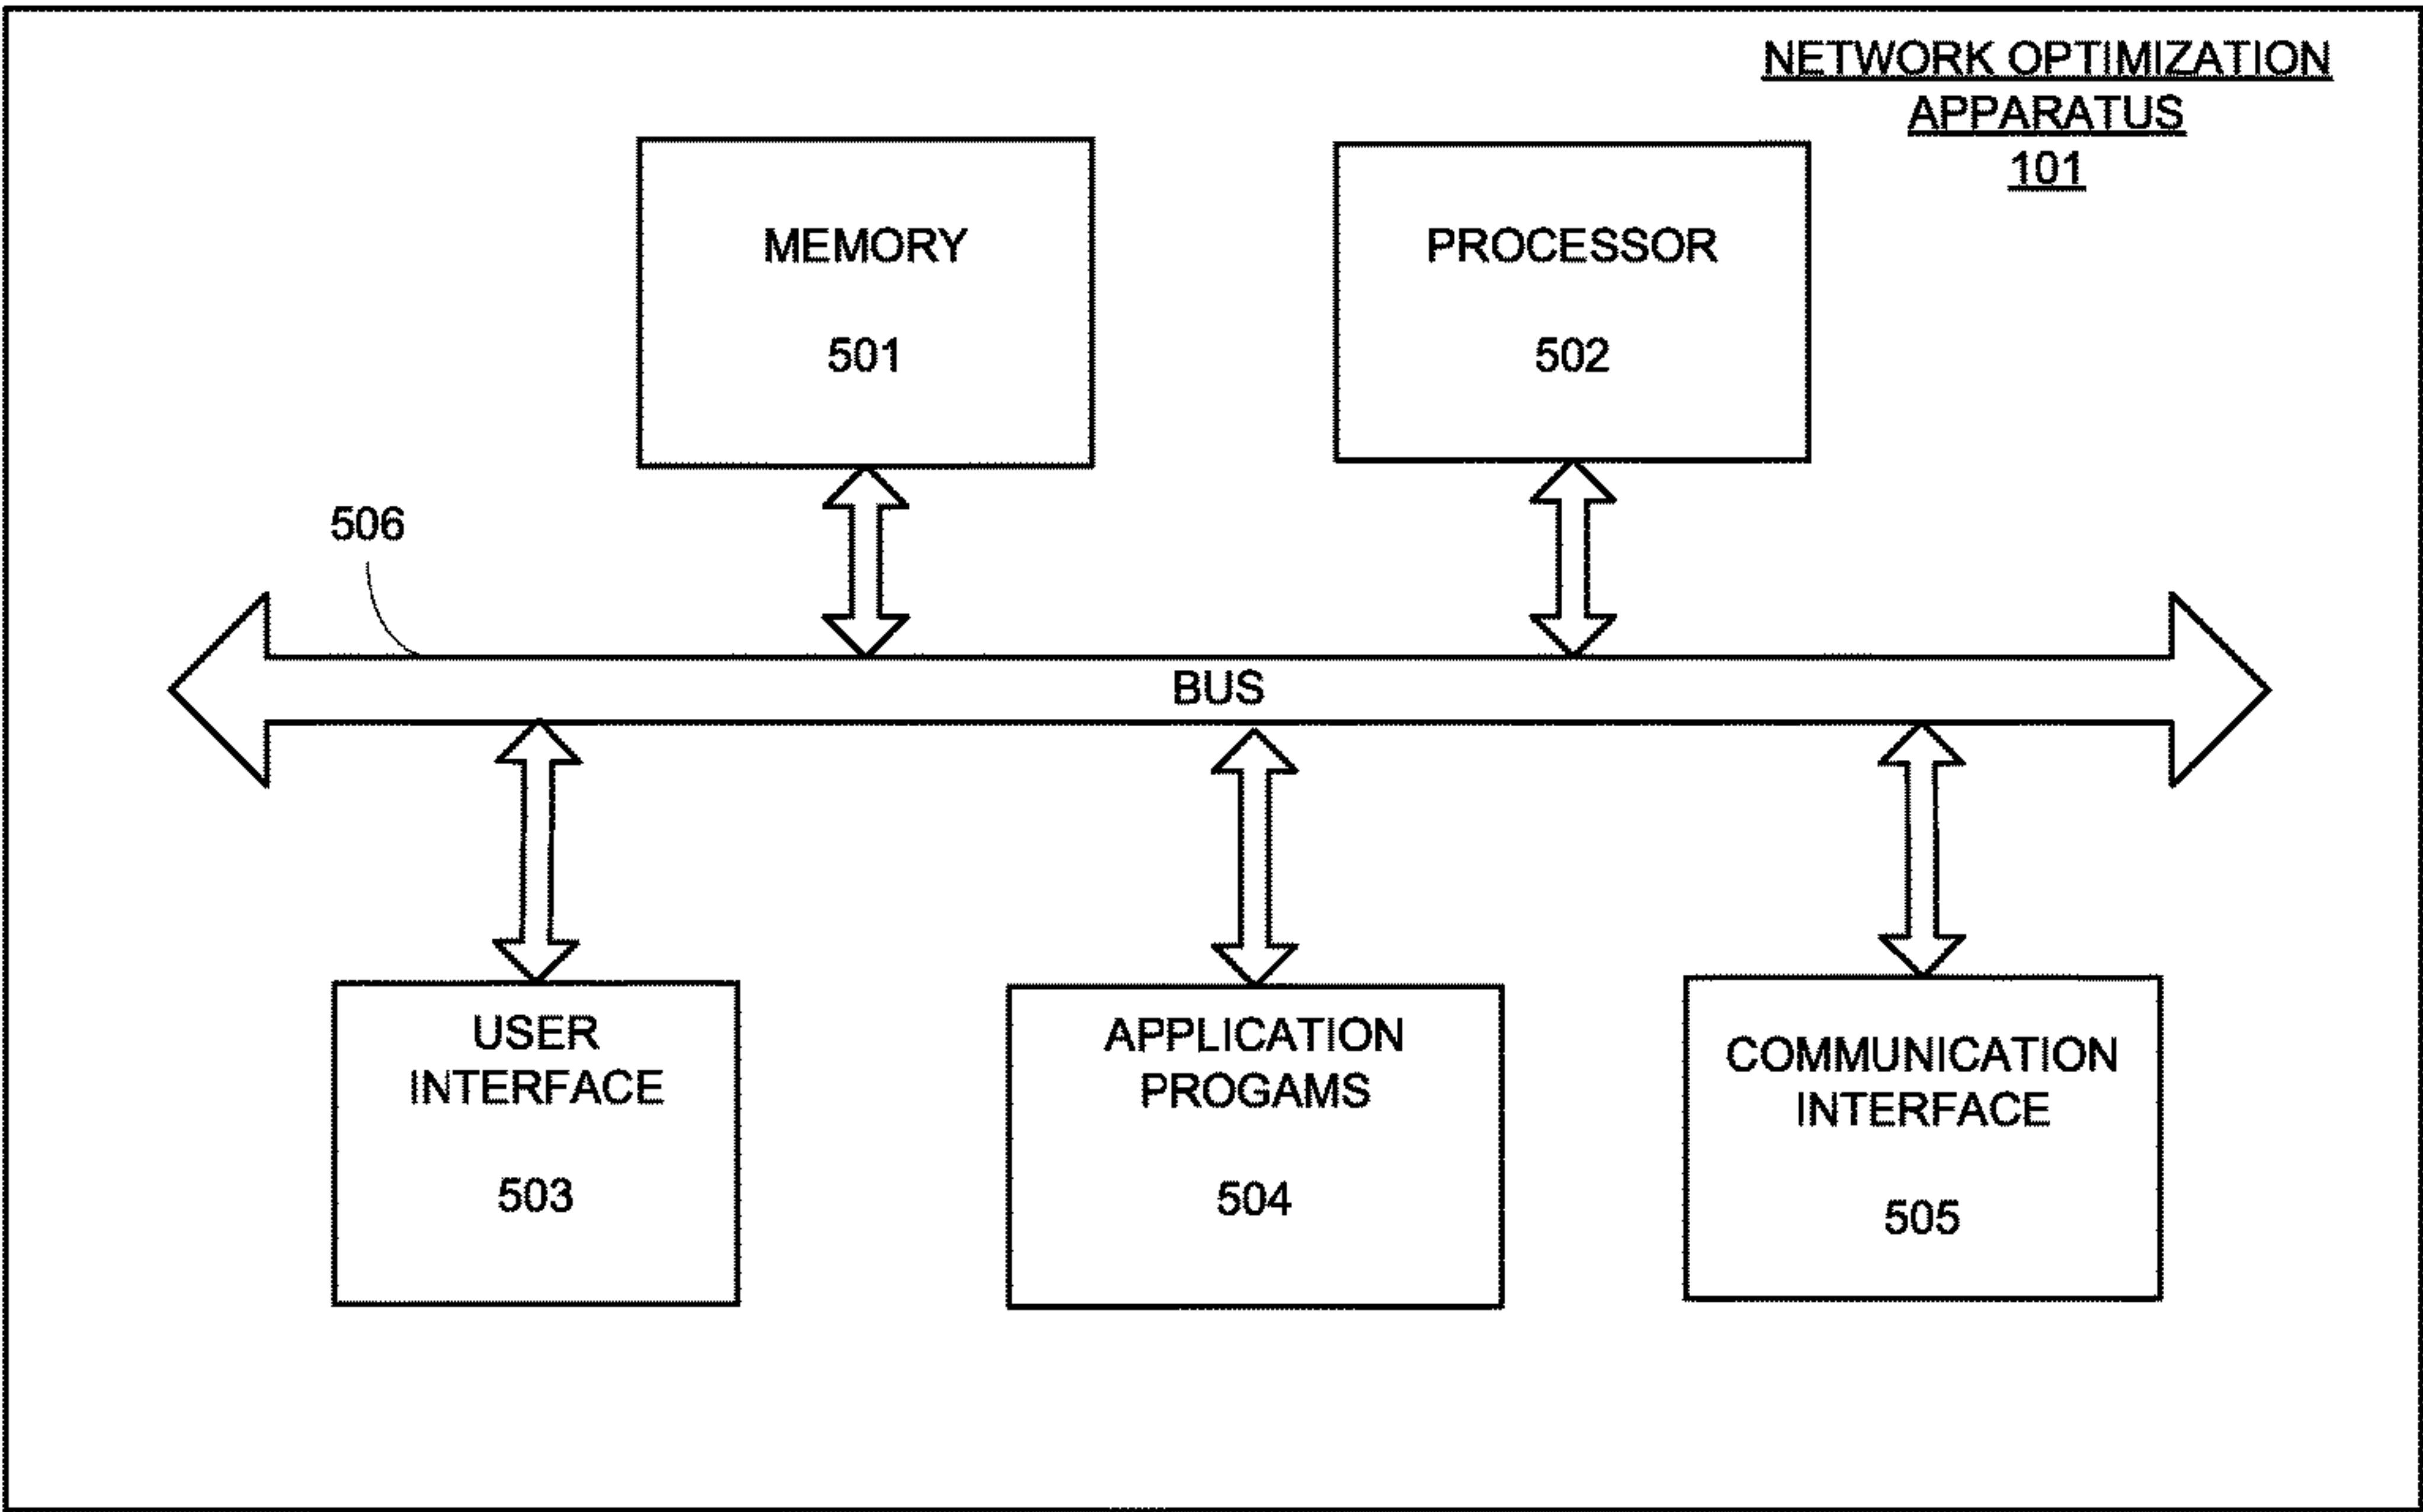 NETWORK OPTIMIZATION
APPARATUS
101
MEMORY
501
PROCESSOR
502
506
BUS
USER
INTERFACE
503
APPLICATION
PROGAMS
504
COMMUNICATION
INTERFACE
505